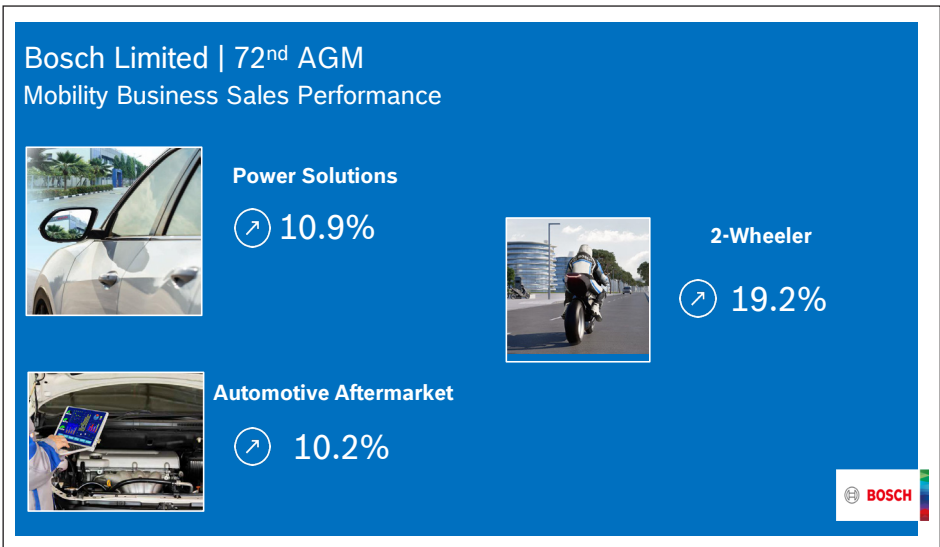 Bosch Limited | 72nd AGM
Mobility Business Sales Performance
Power Solutions
10.9%
2-Wheeler
19.2%
Automotive Aftermarket
10.2%
BOSCH